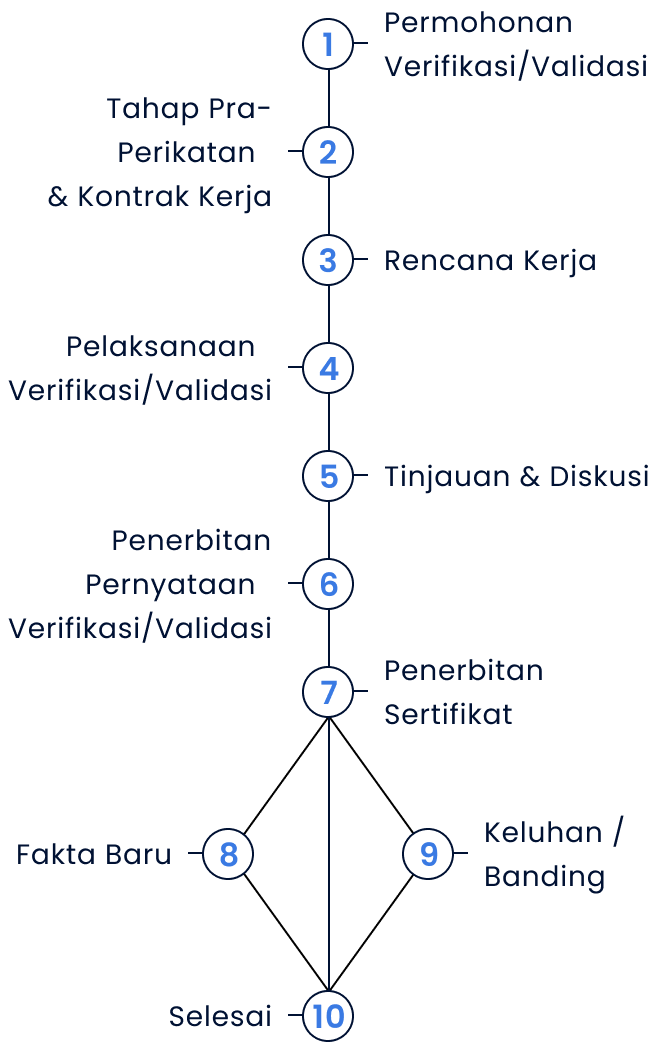 1
Permohonan
Verifikasi/Validasi
Tahap Pra-
Perikatan
& Kontrak Kerja
2
3
Rencana Kerja
Pelaksanaan
Verifikasi/Validasi
4
5
Tinjauan & Diskusi
Penerbitan
Pernyataan
Verifikasi/Validasi
6
7
Penerbitan
Sertifikat
Fakta Baru
8
9
Keluhan /
Banding
Selesai
10